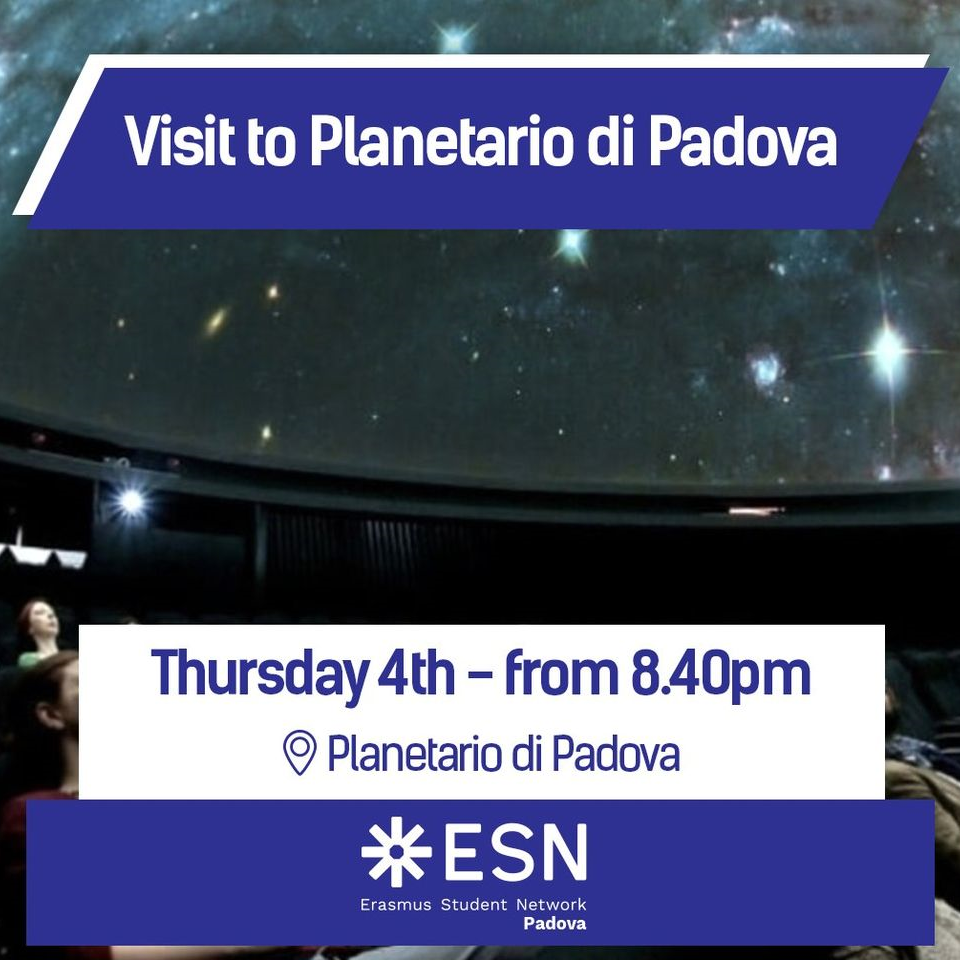 Visit to Planetario di Padova
Thursday 4th – from 8.40pm
Planetario di Padova
ESN
Erasmus Student Network
Padova